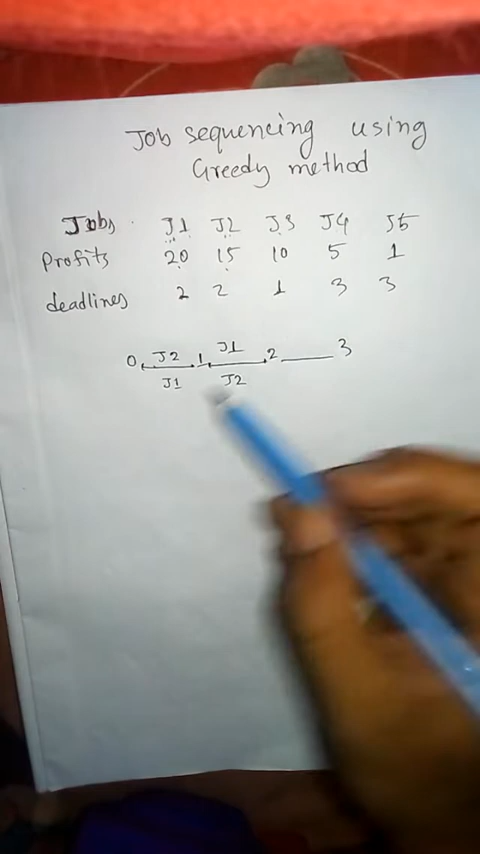 Job sequencing using
Greedy method
Jobs J1 J2 J3 J4 J5
Profits 20 15 10 5 1
deadlines 2 2 1 3 3
0 J2 1 J1 2 3
J1 J2